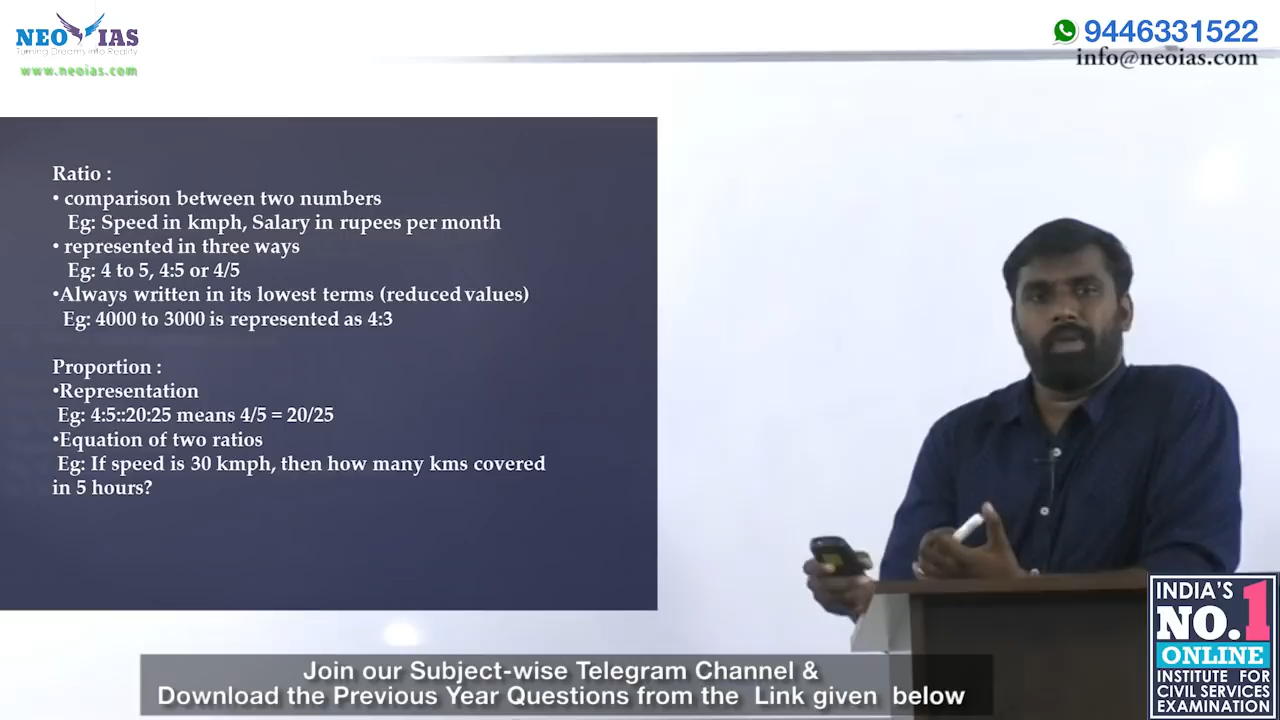 NEO IAS
Turning Dreams into Reality
www.neoias.com
9446331522
info@neoias.com
Ratio :
• comparison between two numbers
Eg: Speed in kmph, Salary in rupees per month
• represented in three ways
Eg: 4 to 5, 4:5 or 4/5
•Always written in its lowest terms (reduced values)
Eg: 4000 to 3000 is represented as 4:3
Proportion :
•Representation
Eg: 4:5::20:25 means 4/5 = 20/25
•Equation of two ratios
Eg: If speed is 30 kmph, then how many kms covered
in 5 hours?
INDIA'S
NO.1
ONLINE
INSTITUTE FOR
CIVIL SERVICES
EXAMINATION
Join our Subject-wise Telegram Channel &
Download the Previous Year Questions from the Link given below